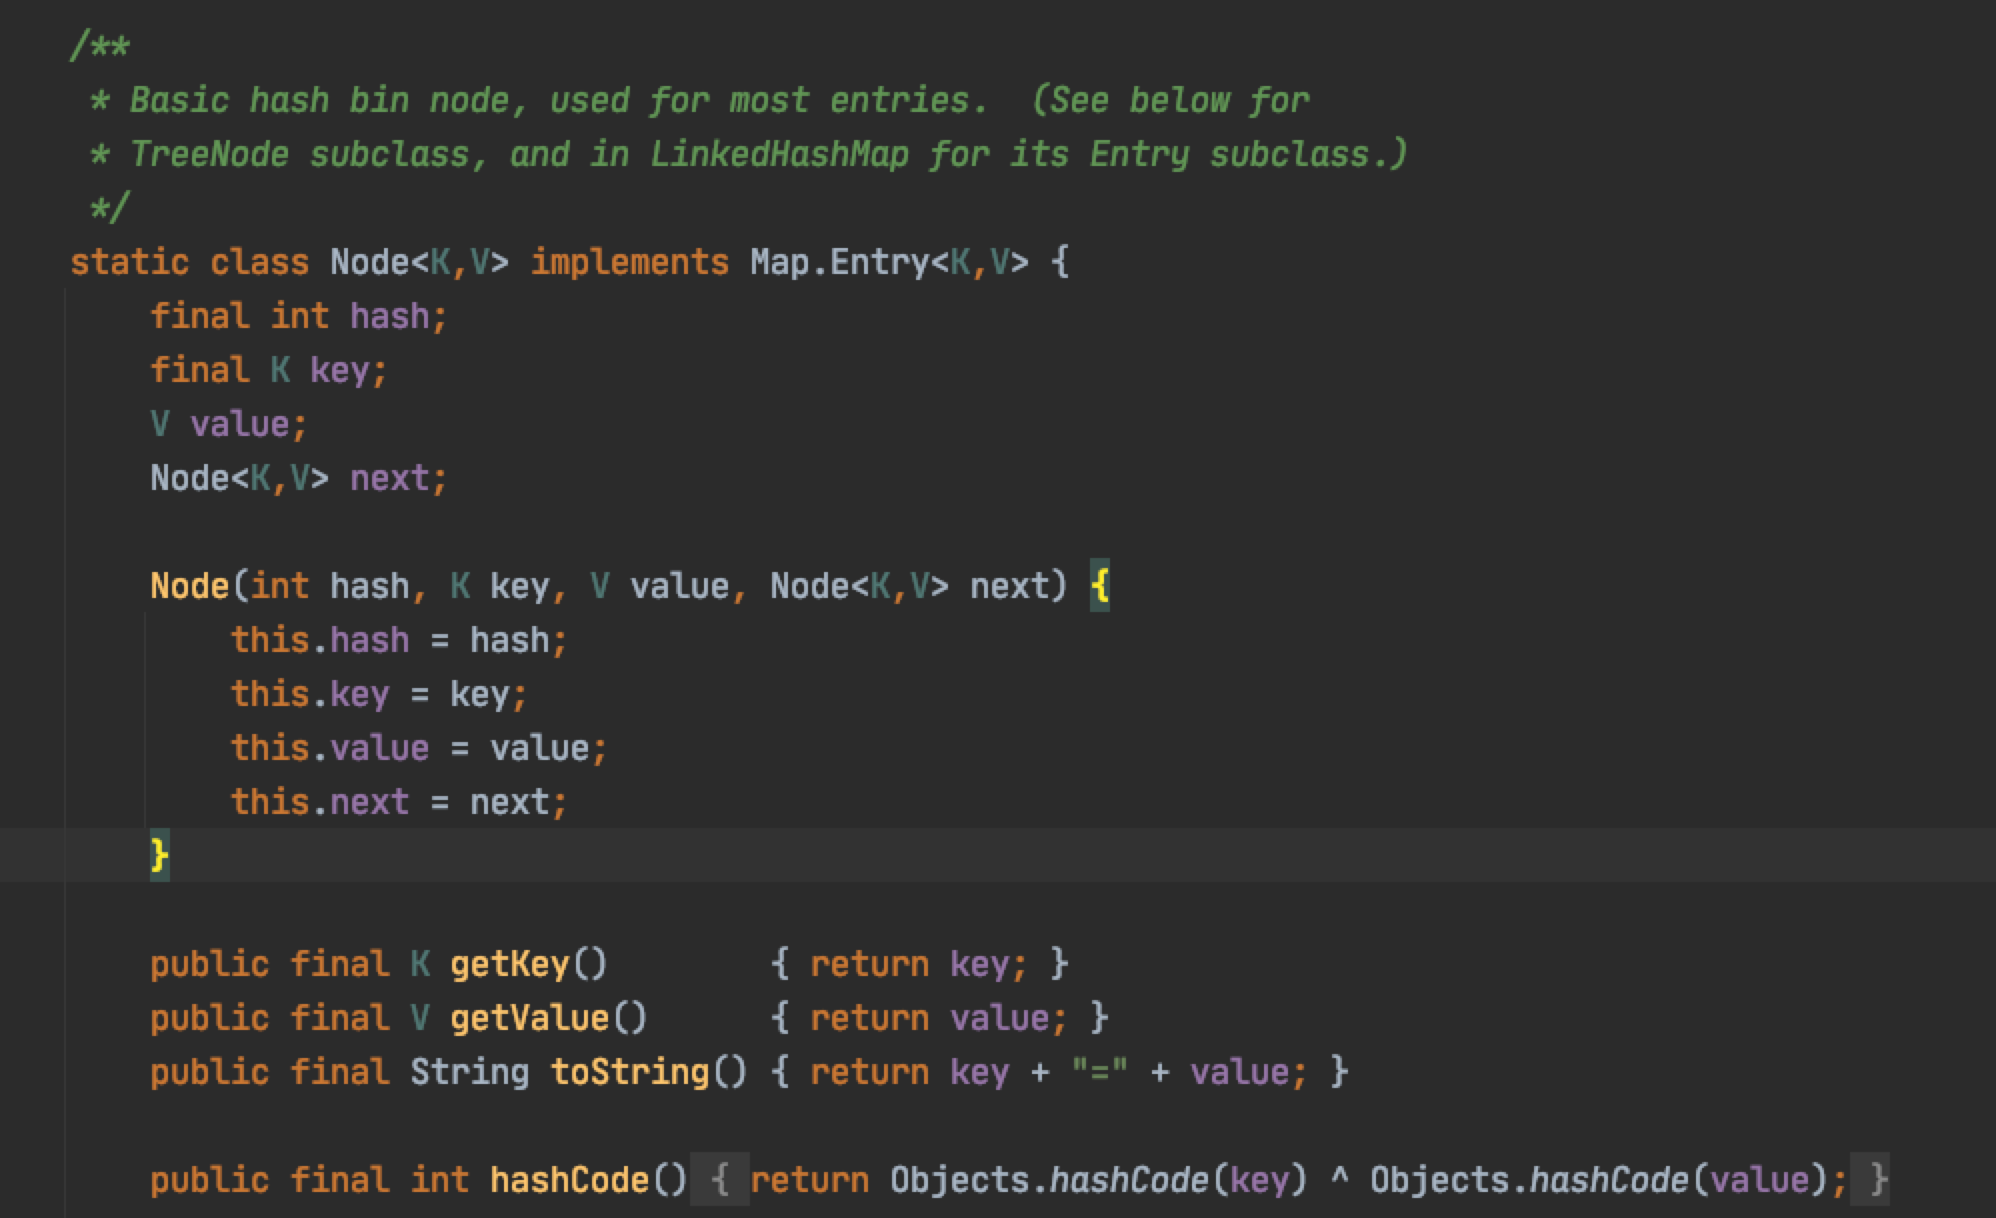 /**
 * Basic hash bin node, used for most entries.  (See below for
 * TreeNode subclass, and in LinkedHashMap for its Entry subclass.)
 */
static class Node<K,V> implements Map.Entry<K,V> {
    final int hash;
    final K key;
    V value;
    Node<K,V> next;

    Node(int hash, K key, V value, Node<K,V> next) {
        this.hash = hash;
        this.key = key;
        this.value = value;
        this.next = next;
    }

    public final K getKey()        { return key; }
    public final V getValue()      { return value; }
    public final String toString() { return key + "=" + value; }

    public final int hashCode() { return Objects.hashCode(key) ^ Objects.hashCode(value); }